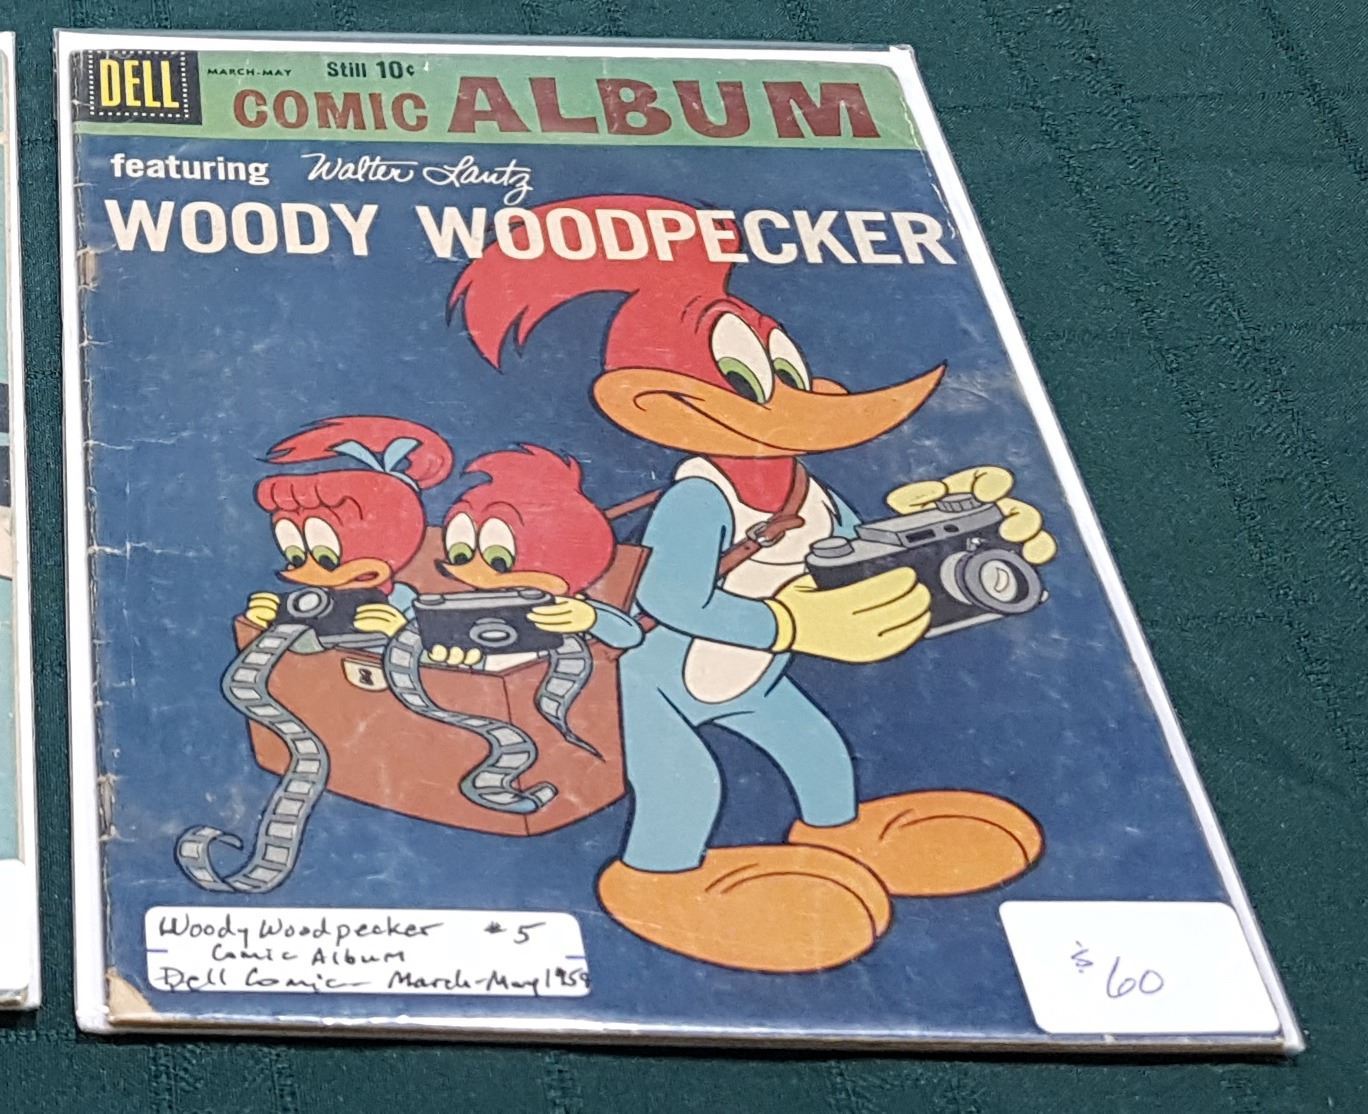 DELL
MARCH-MAY Still 10¢
COMIC ALBUM
featuring Walter Lantz
WOODY WOODPECKER
Woody Woodpecker #5
Comic Album
Dell Comic March-May 1959
$60